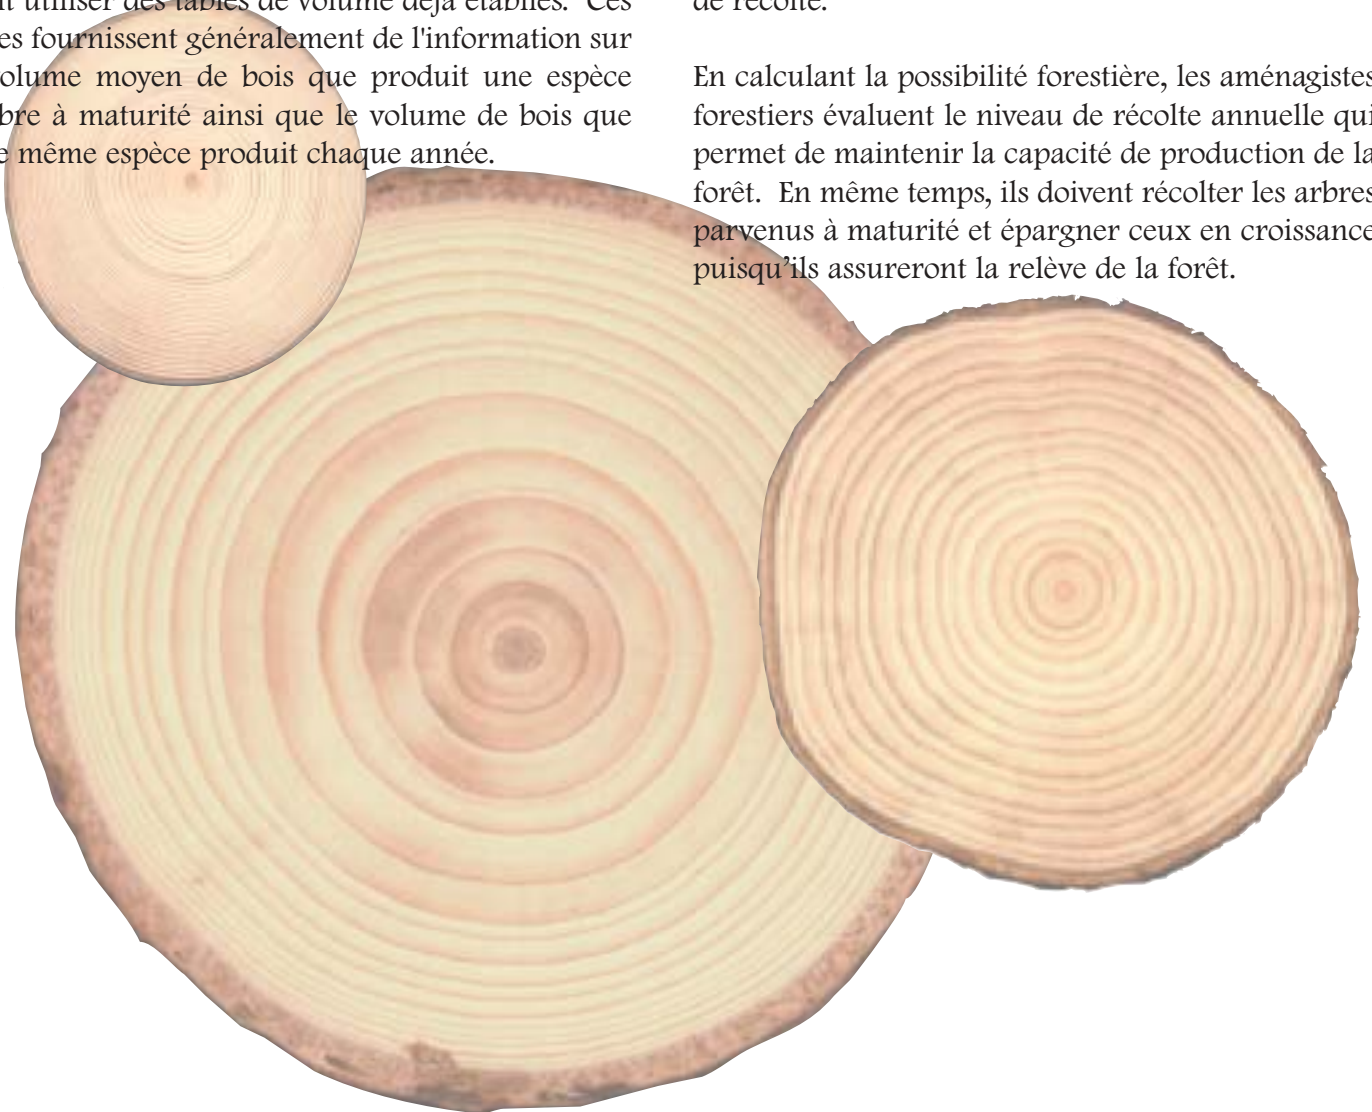 utiliser des tables de volume déjà établies. Ces
fournissent généralement de l'information sur
volume moyen de bois que produit une espèce
à maturité ainsi que le volume de bois que
même espèce produit chaque année.
de récolte.
En calculant la possibilité forestière, les aménagistes
forestiers évaluent le niveau de récolte annuelle qui
permet de maintenir la capacité de production de la
forêt. En même temps, ils doivent récolter les arbres
parvenus à maturité et épargner ceux en croissance
puisqu'ils assureront la relève de la forêt.